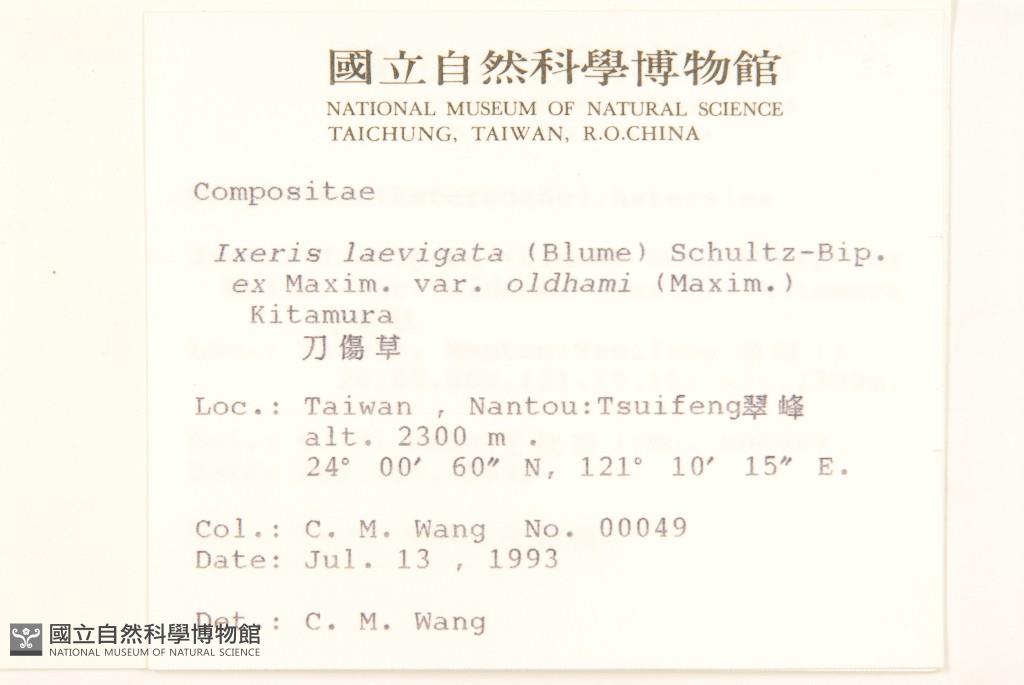 國立自然科學博物館
NATIONAL MUSEUM OF NATURAL SCIENCE
TAICHUNG, TAIWAN, R.O.CHINA
Compositae
Ixeris laevigata (Blume) Schultz-Bip.
ex Maxim. var. oldhami (Maxim.)
Kitamura
刀傷草
Loc.: Taiwan , Nantou:Tsuifeng翠峰
alt. 2300 m .
24° 00′ 60″ N, 121° 10′ 15″ E.
Col.: C. M. Wang No. 00049
Date: Jul. 13 , 1993
Det.: C. M. Wang
國立自然科學博物館
NATIONAL MUSEUM OF NATURAL SCIENCE